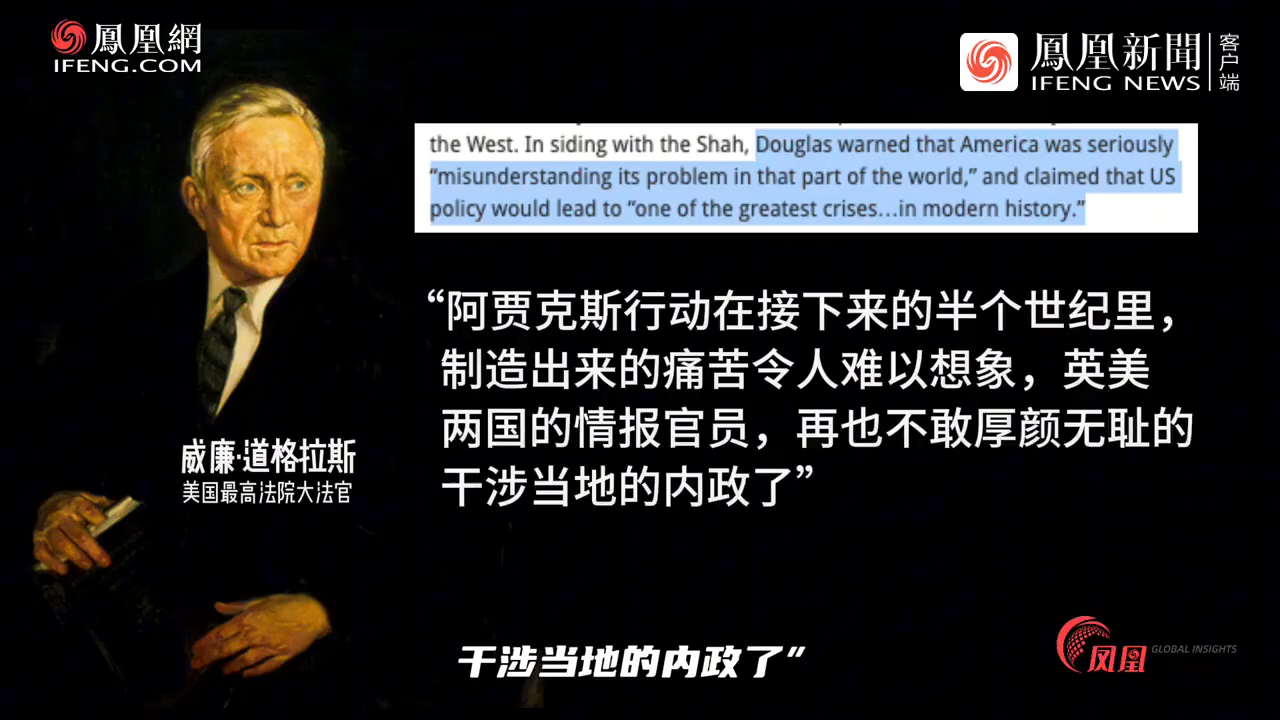 鳳凰網
IFENG.COM
鳳凰新聞
IFENG NEWS
客户端
the West. In siding with the Shah, Douglas warned that America was seriously
“misunderstanding its problem in that part of the world,” and claimed that US
policy would lead to “one of the greatest crises…in modern history.”
“阿贾克斯行动在接下来的半个世纪里，
制造出来的痛苦令人难以想象，英美
两国的情报官员，再也不敢厚颜无耻的
干涉当地的内政了”
威廉·道格拉斯
美国最高法院大法官
干涉当地的内政了”
凤凰
GLOBAL INSIGHTS